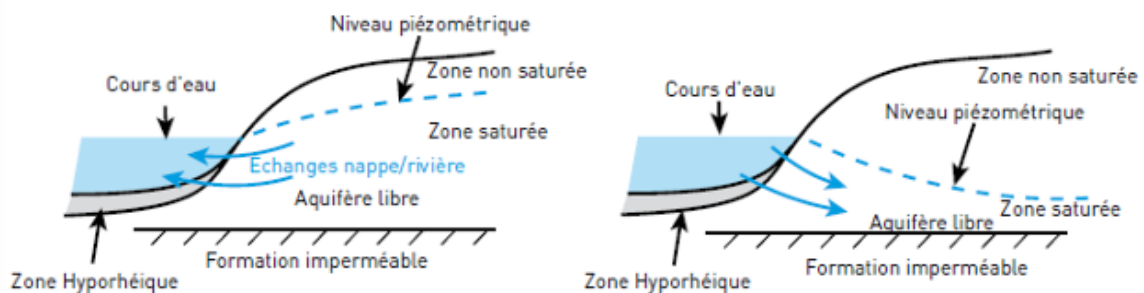 Niveau piézométrique
Cours d'eau
Zone non saturée
Zone saturée
Echanges nappe/rivière
Aquifère libre
Formation imperméable
Zone Hyporhéique
Cours d'eau
Zone non saturée
Niveau piézométrique
Zone saturée
Aquifère libre
Formation imperméable
Zone Hyporhéique